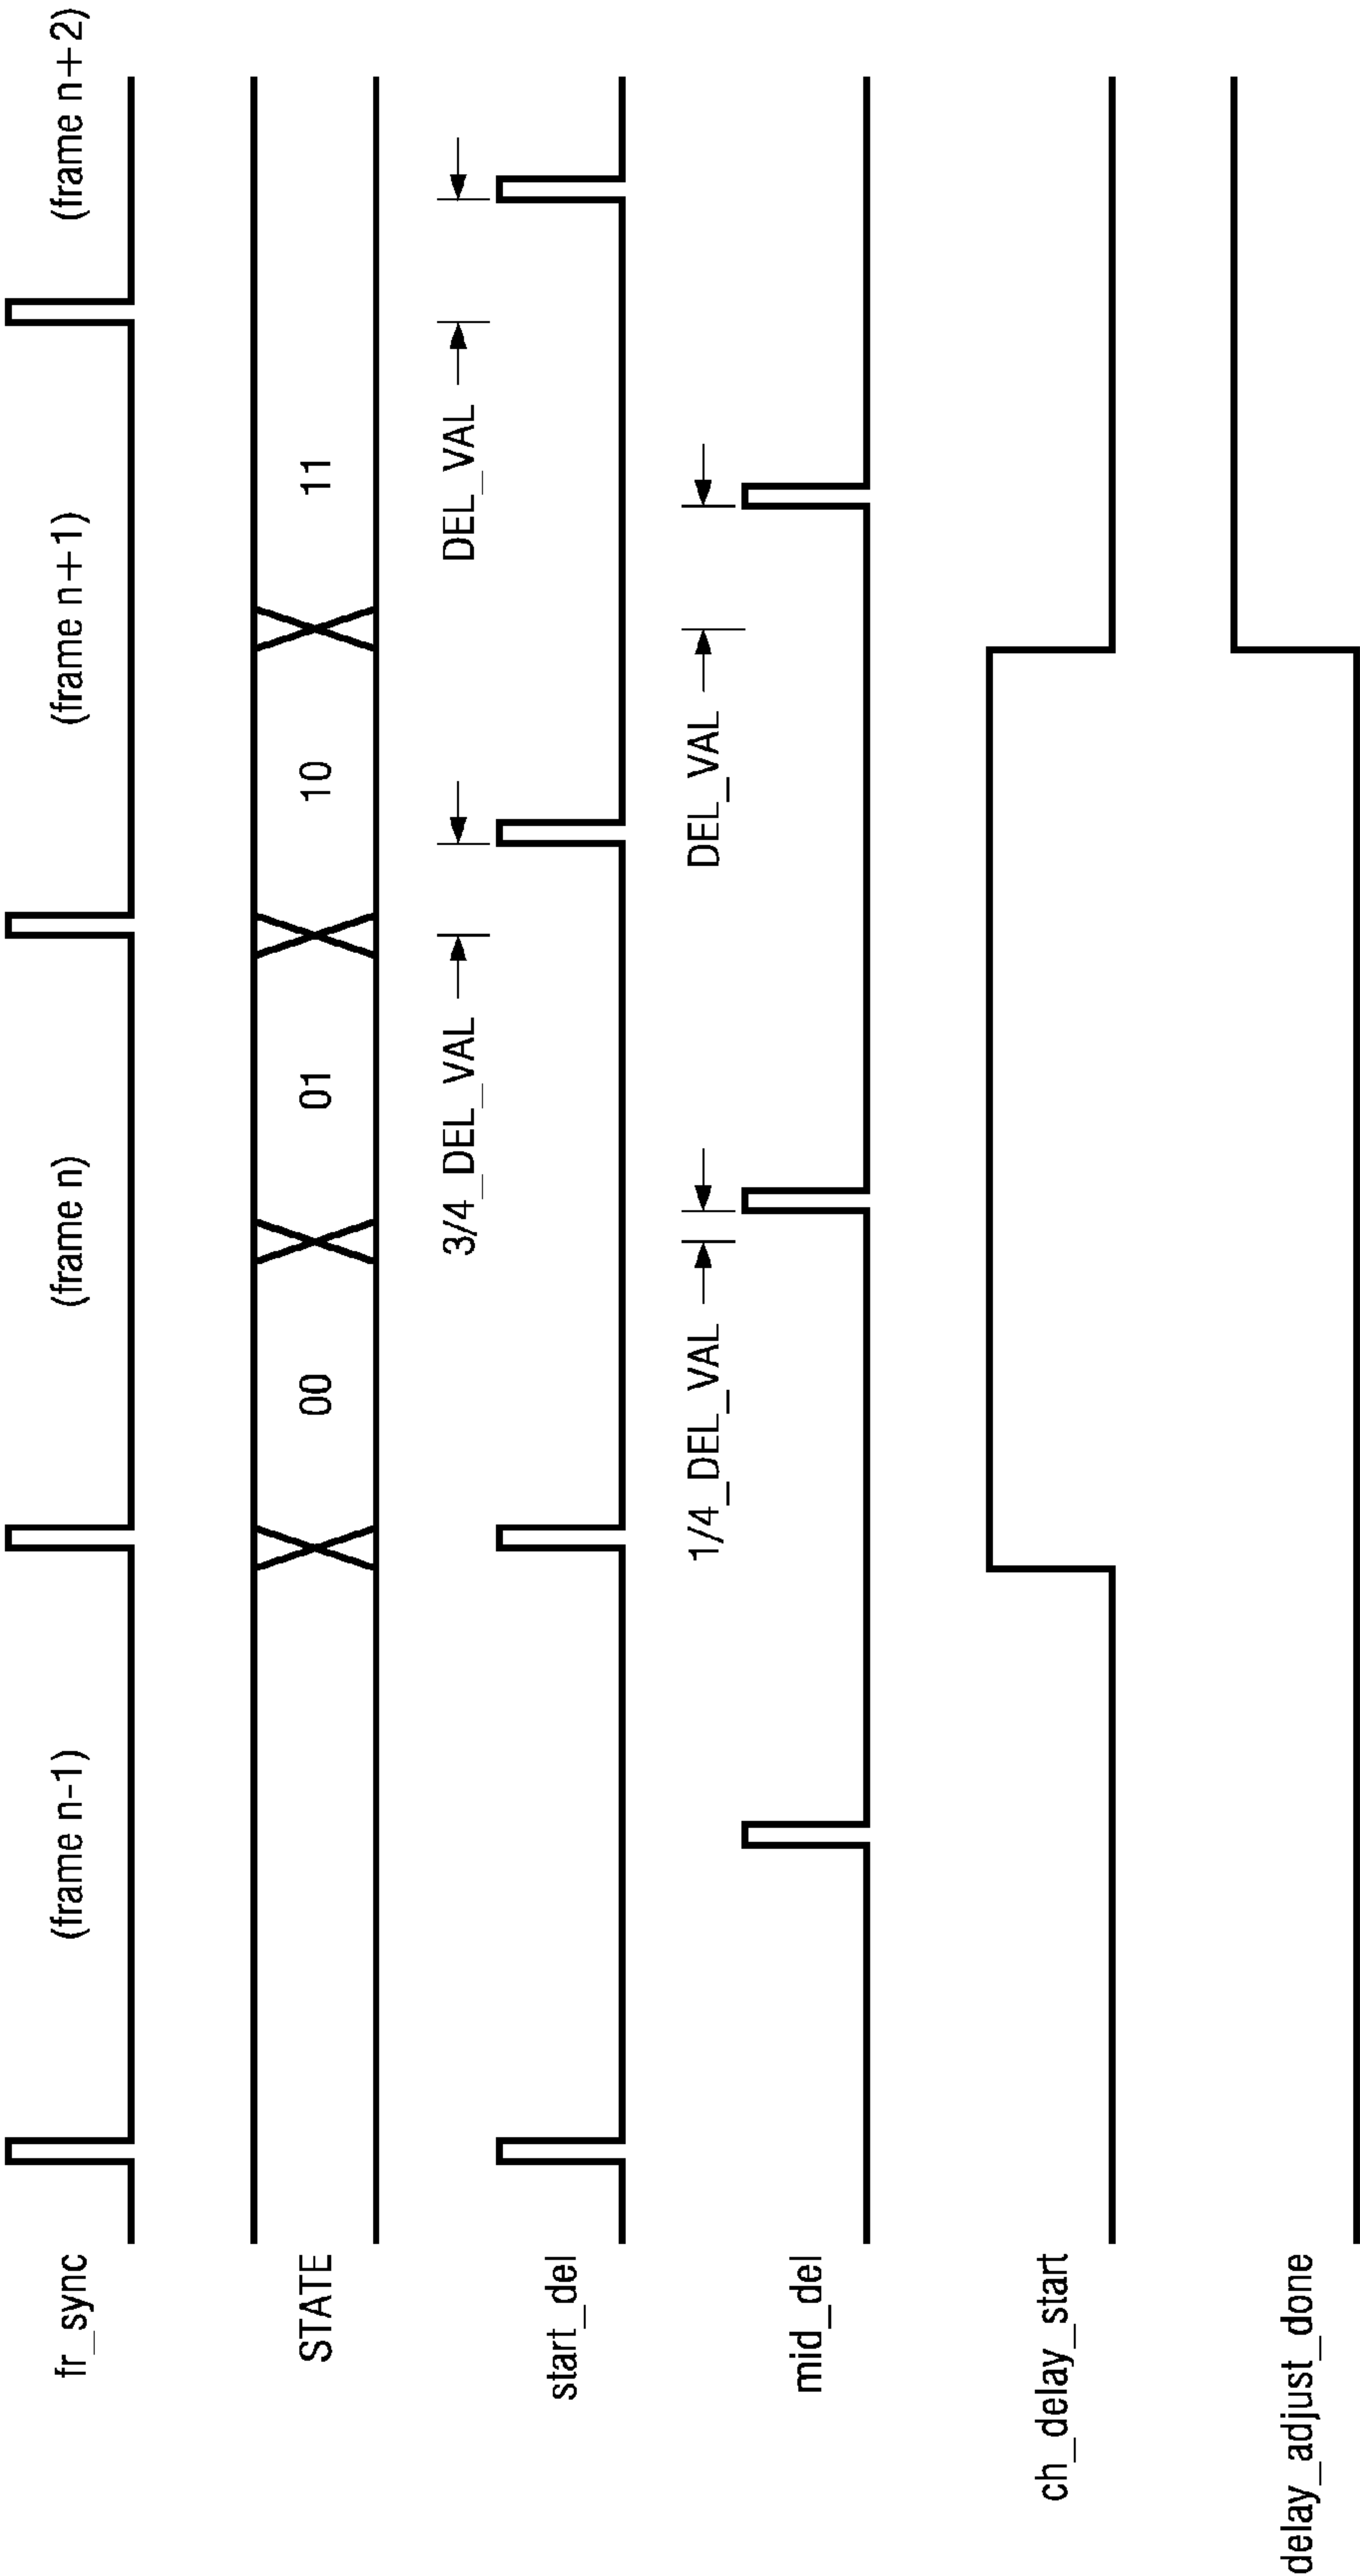 fr_sync (frame n-1) (frame n) (frame n+1) (frame n+2)
STATE 00 01 10 11
3/4_DEL_VAL DEL_VAL
start_del
1/4_DEL_VAL DEL_VAL
mid_del
ch_delay_start
delay_adjust_done